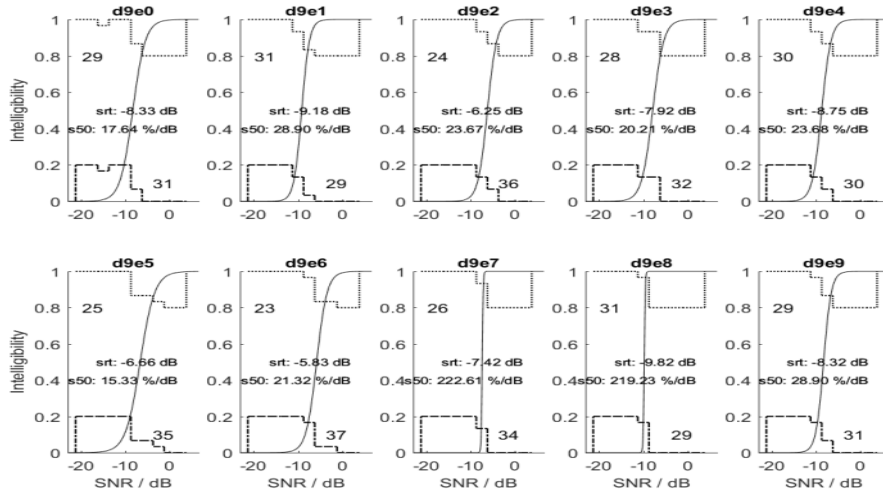 d9e0 d9e1 d9e2 d9e3 d9e4
1 1 1 1 1
0.8 0.8 0.8 0.8 0.8
29 31 24 28 30
0.6 0.6 0.6 0.6 0.6
srt: -8.33 dB srt: -9.18 dB srt: -6.25 dB srt: -7.92 dB srt: -8.75 dB
0.4 s50: 17.64 %/dB 0.4 s50: 28.90 %/dB 0.4 s50: 23.67 %/dB 0.4 s50: 20.21 %/dB 0.4 s50: 23.68 %/dB
Intelligibility
0.2 0.2 0.2 0.2 0.2
31 29 36 32 30
0 0 0 0 0
-20 -10 0 -20 -10 0 -20 -10 0 -20 -10 0 -20 -10 0
d9e5 d9e6 d9e7 d9e8 d9e9
1 1 1 1 1
0.8 0.8 0.8 0.8 0.8
25 23 26 31 29
0.6 0.6 0.6 0.6 0.6
srt: -6.66 dB srt: -5.83 dB srt: -7.42 dB srt: -9.82 dB srt: -8.32 dB
0.4 s50: 15.33 %/dB 0.4 s50: 21.32 %/dB 0.4 s50: 222.61 %/dB 0.4 s50: 219.23 %/dB 0.4 s50: 28.90 %/dB
Intelligibility
0.2 0.2 0.2 0.2 0.2
35 37 34 29 31
0 0 0 0 0
-20 -10 0 -20 -10 0 -20 -10 0 -20 -10 0 -20 -10 0
SNR / dB SNR / dB SNR / dB SNR / dB SNR / dB